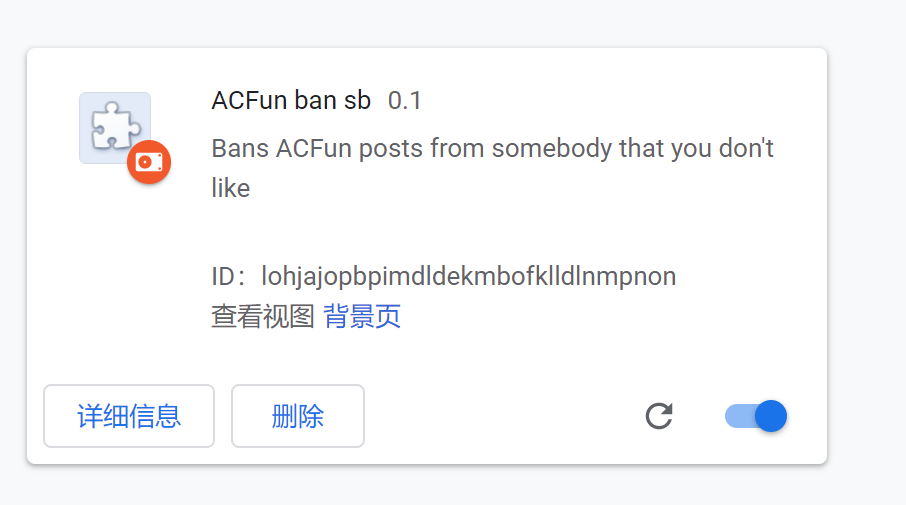 ACFun ban sb 0.1
Bans ACFun posts from somebody that you don't
like
ID：lohjajopbpimdldekmbofklldlnmpnon
查看视图 背景页
详细信息 删除